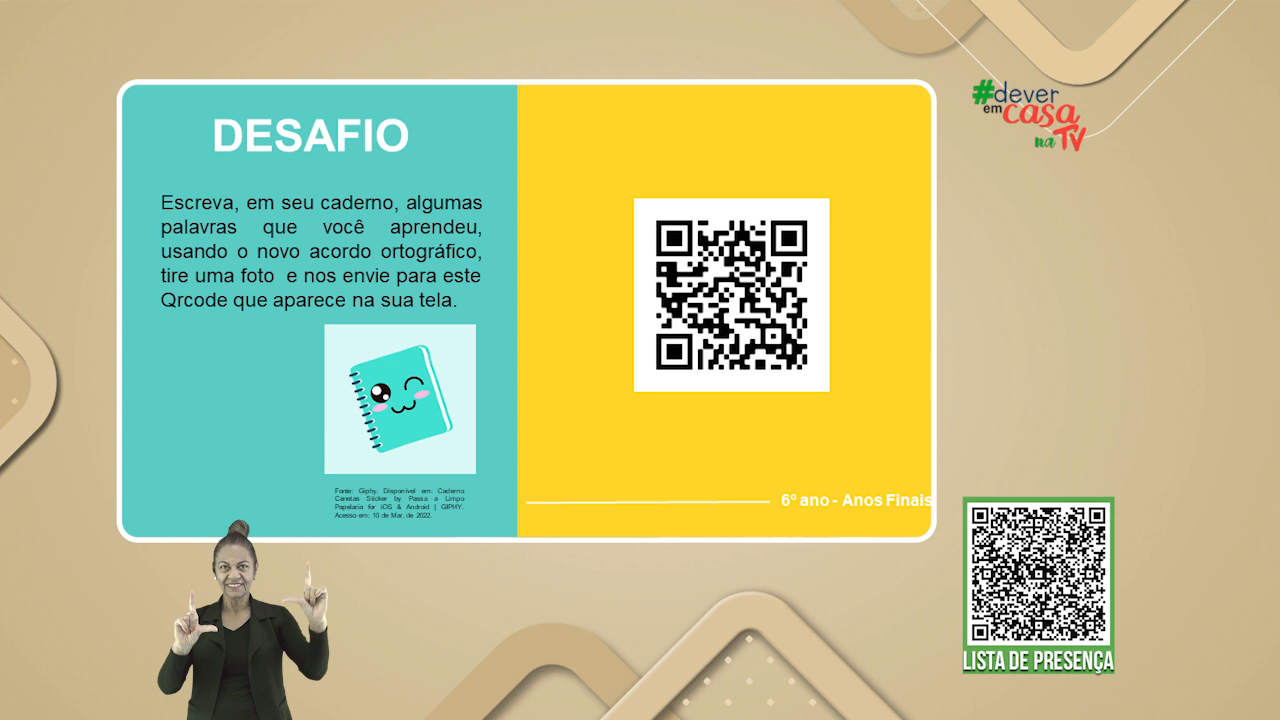 #dever
em casa
na TV
DESAFIO
Escreva, em seu caderno, algumas
palavras que você aprendeu,
usando o novo acordo ortográfico,
tire uma foto e nos envie para este
Qrcode que aparece na sua tela.
Fonte: Giphy. Disponível em: Caderno
Canetas Sticker by Passa a Limpo
Papelaria for iOS & Android | GIPHY.
Acesso em: 10 de Mar. de 2022.
6º ano - Anos Finais
LISTA DE PRESENÇA